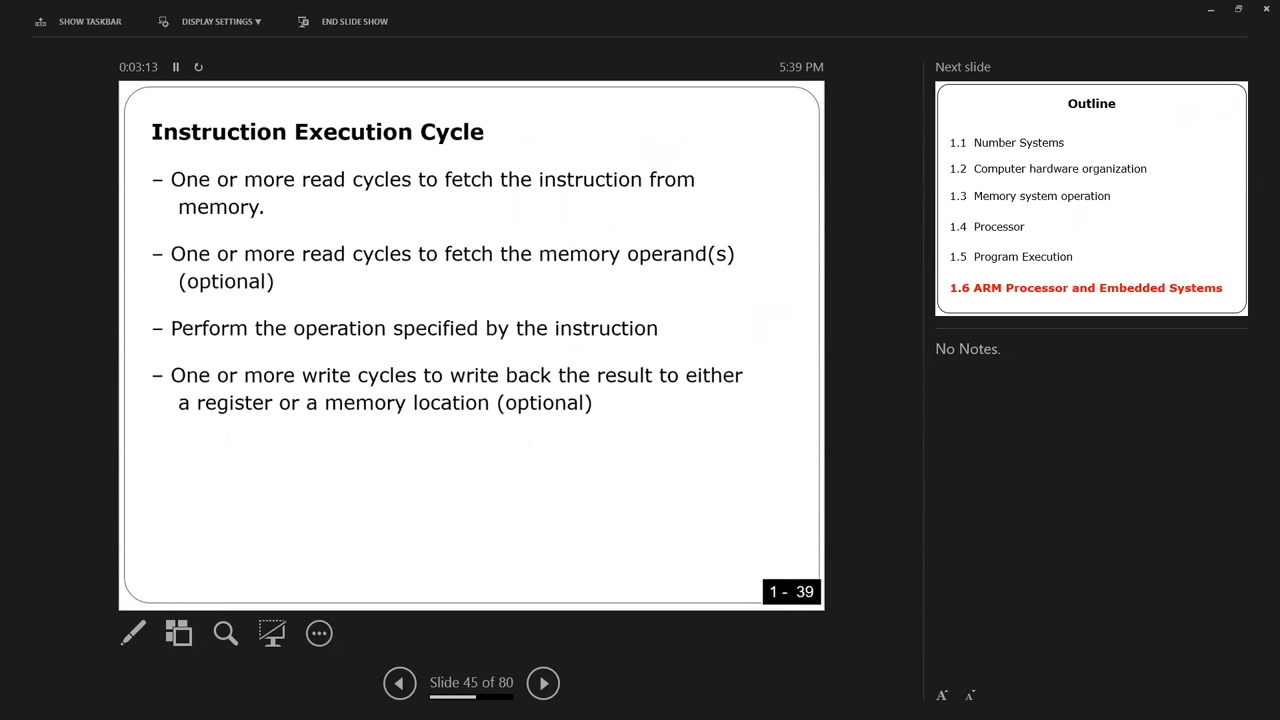 SHOW TASKBAR
DISPLAY SETTINGS ▼
END SLIDE SHOW
0:03:13
5:39 PM
Instruction Execution Cycle
– One or more read cycles to fetch the instruction from
memory.
– One or more read cycles to fetch the memory operand(s)
(optional)
– Perform the operation specified by the instruction
– One or more write cycles to write back the result to either
a register or a memory location (optional)
1 - 39
Slide 45 of 80
Next slide
Outline
1.1 Number Systems
1.2 Computer hardware organization
1.3 Memory system operation
1.4 Processor
1.5 Program Execution
1.6 ARM Processor and Embedded Systems
No Notes.
A A